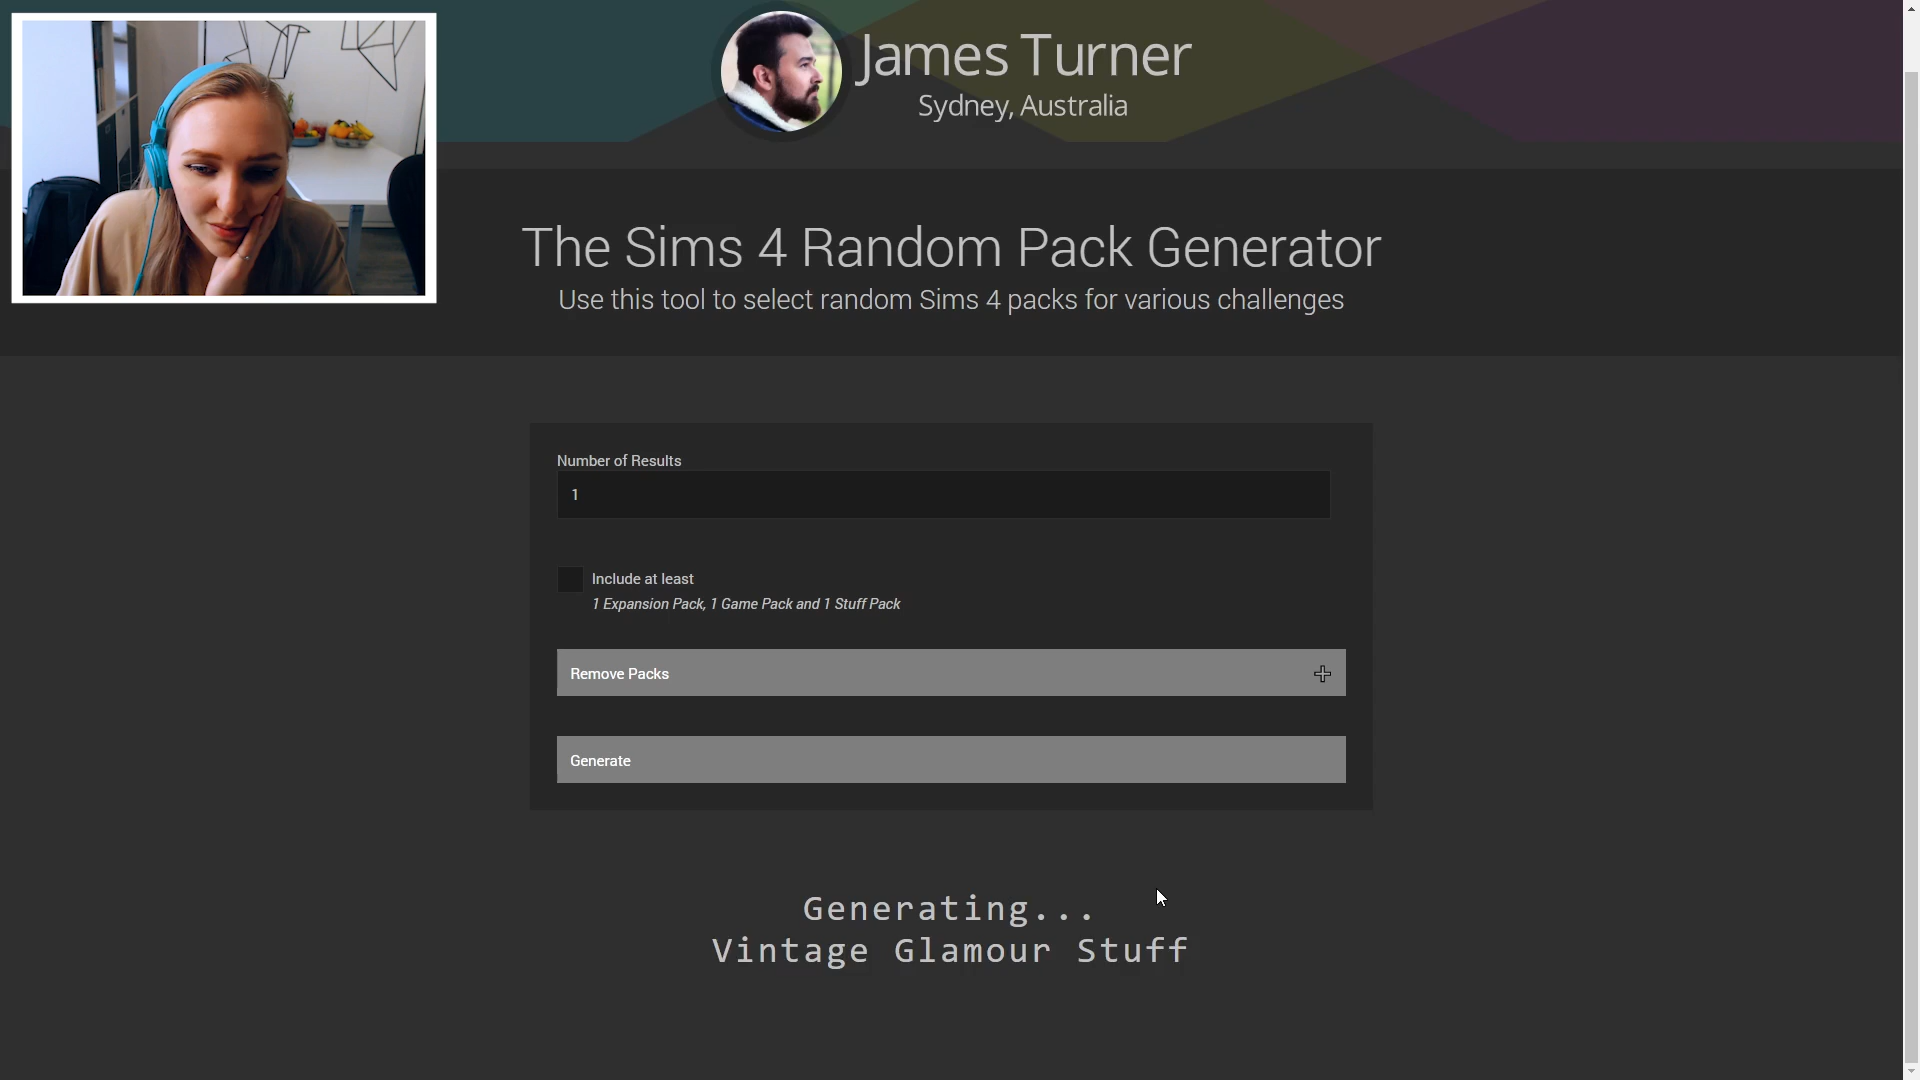 James Turner
Sydney, Australia
The Sims 4 Random Pack Generator
Use this tool to select random Sims 4 packs for various challenges
Number of Results
1
Include at least
1 Expansion Pack, 1 Game Pack and 1 Stuff Pack
Remove Packs
Generate
Generating...
Vintage Glamour Stuff